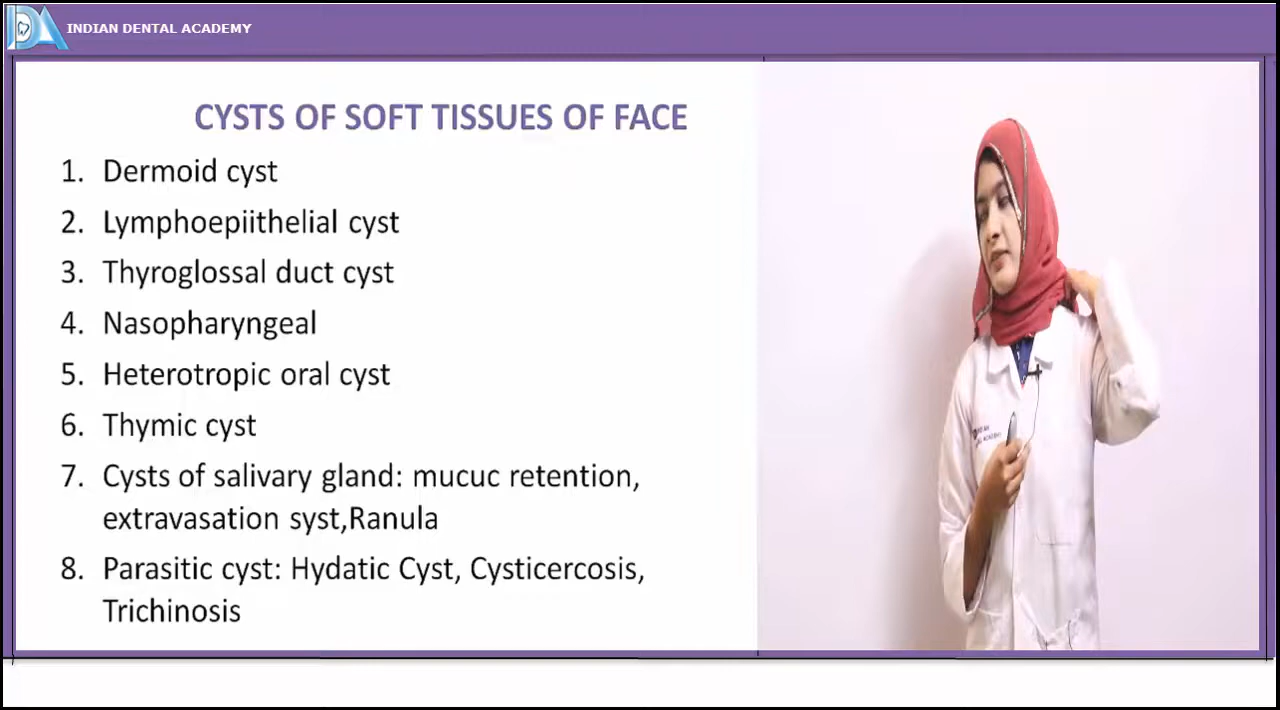 INDIAN DENTAL ACADEMY
CYSTS OF SOFT TISSUES OF FACE
1. Dermoid cyst
2. Lymphoepiithelial cyst
3. Thyroglossal duct cyst
4. Nasopharyngeal
5. Heterotropic oral cyst
6. Thymic cyst
7. Cysts of salivary gland: mucuc retention,
extravasation syst,Ranula
8. Parasitic cyst: Hydatic Cyst, Cysticercosis,
Trichinosis